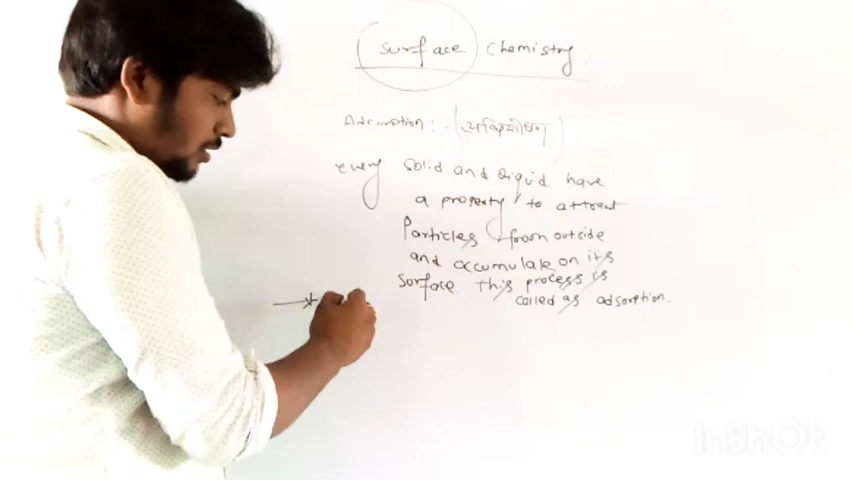 Surface Chemistry.
Adsorption :- (अधिशोषण)
Every Solid and Liquid have
a property to attract
Particles from outside
and accumulate on its
surface. This process is
called as adsorption.
InShOt